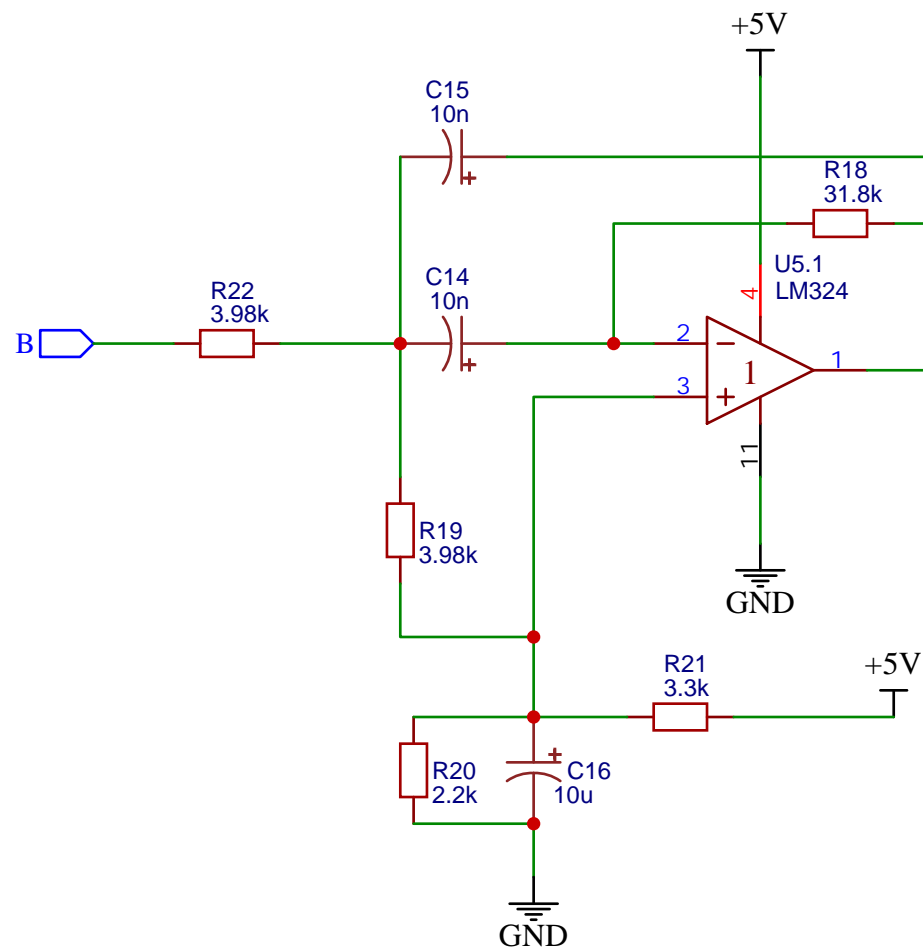 +5V
C15
10n
R18
31.8k
C14
10n
U5.1
LM324
4
R22
3.98k
B
2
1
1
3
11
R19
3.98k
GND
R21
3.3k
+5V
R20
2.2k
C16
10u
GND